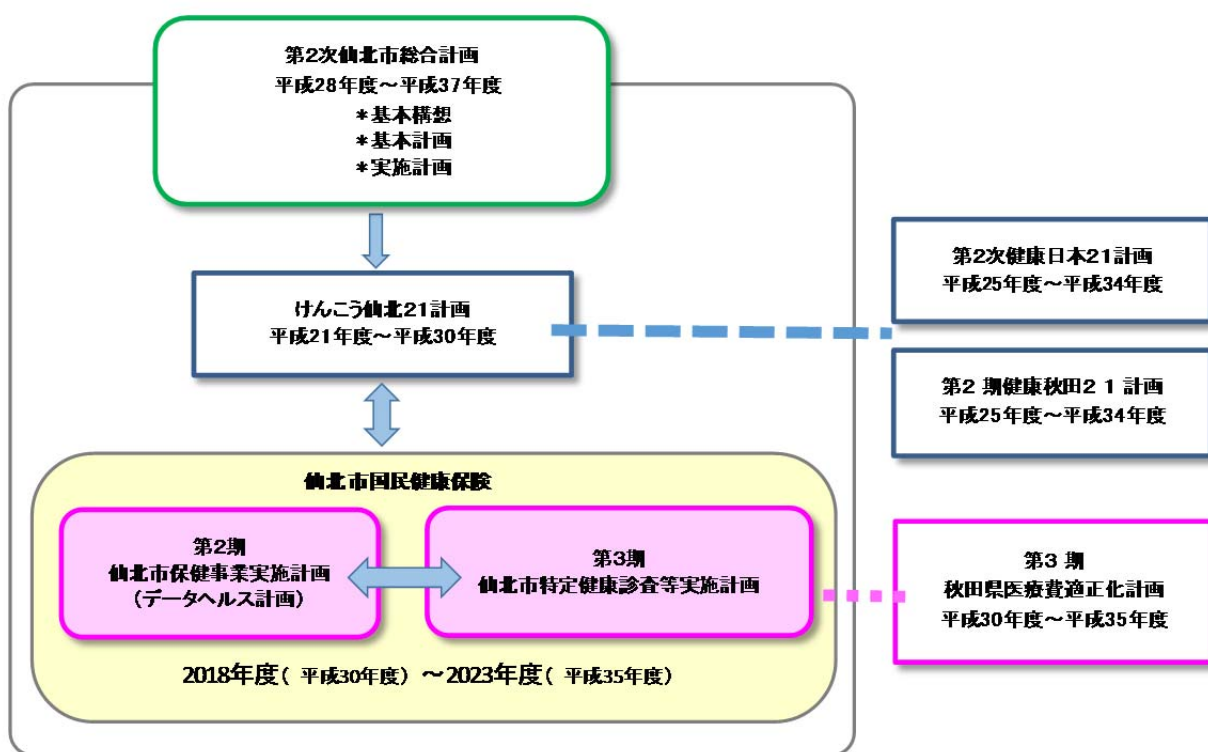 第2次仙北市総合計画
平成28年度～平成37年度
＊基本構想
＊基本計画
＊実施計画
けんこう仙北21計画
平成21年度～平成30年度
第2次健康日本21計画
平成25年度～平成34年度
第2 期健康秋田2 1 計画
平成25年度～平成34年度
仙北市国民健康保険
第2期
仙北市保健事業実施計画
(データヘルス計画)
第3期
仙北市特定健康診査等実施計画
2018年度( 平成30年度) ～2023年度( 平成35年度)
第3 期
秋田県医療費適正化計画
平成30年度～平成35年度